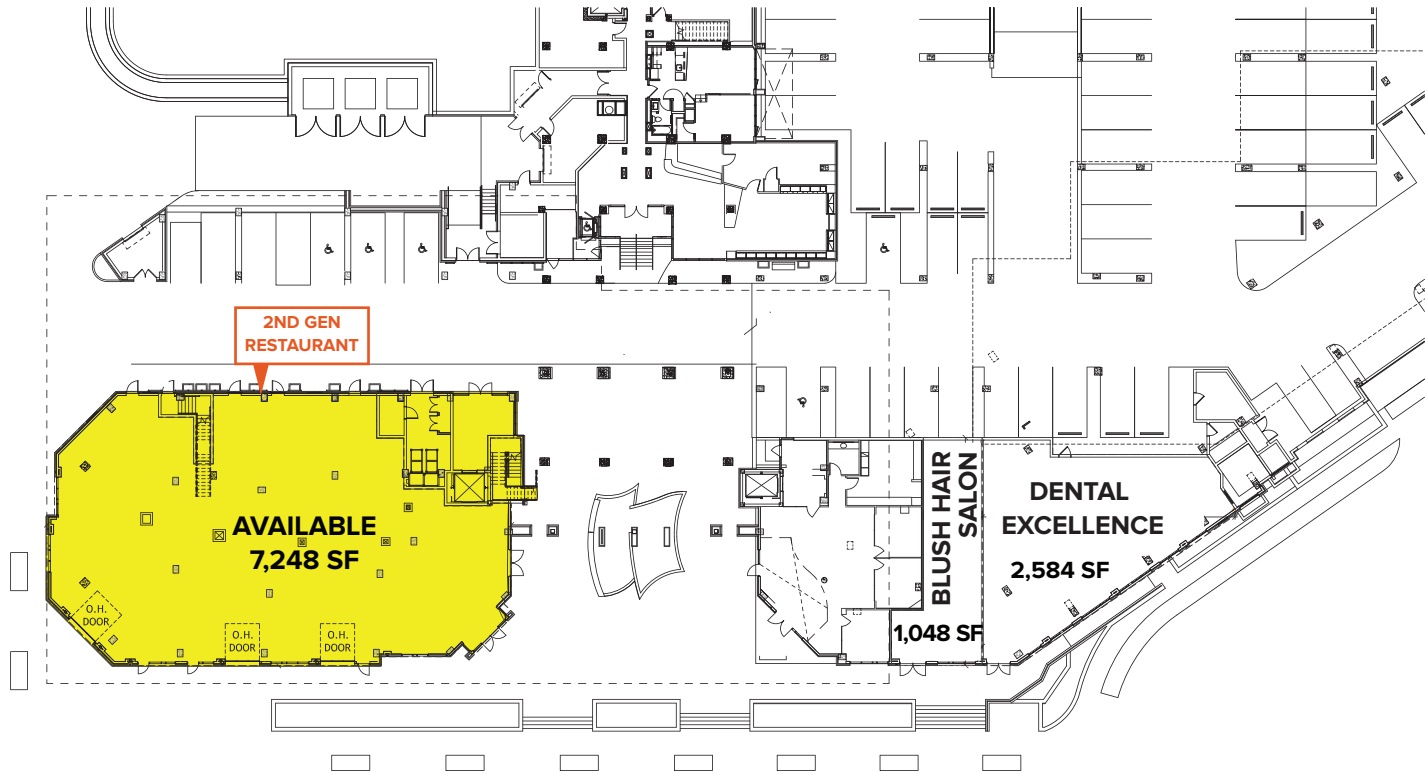 2ND GEN
RESTAURANT
AVAILABLE
7,248 SF
O.H.
DOOR
O.H.
DOOR
O.H.
DOOR
BLUSH HAIR
SALON
1,048 SF
DENTAL
EXCELLENCE
2,584 SF